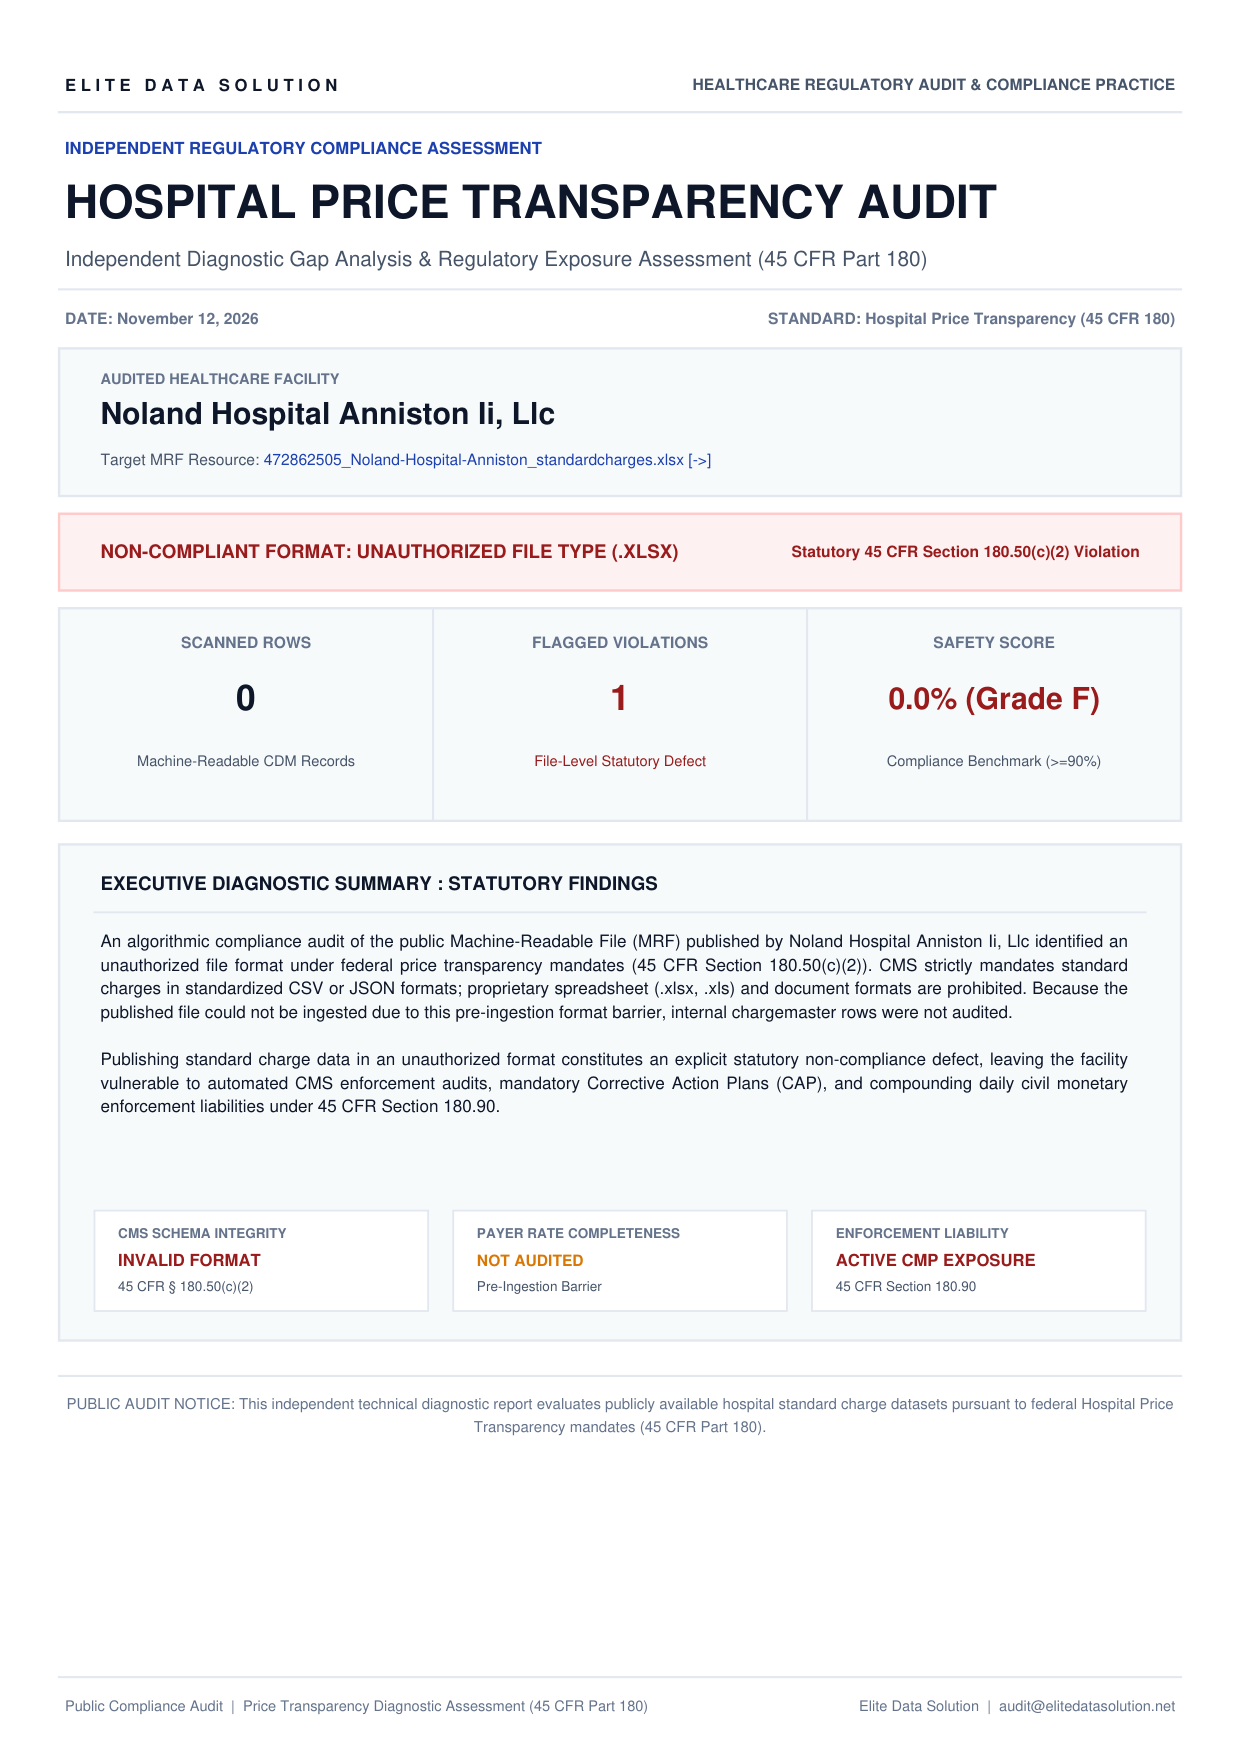 ELITE DATA SOLUTION
HEALTHCARE REGULATORY AUDIT & COMPLIANCE PRACTICE
INDEPENDENT REGULATORY COMPLIANCE ASSESSMENT
HOSPITAL PRICE TRANSPARENCY AUDIT
Independent Diagnostic Gap Analysis & Regulatory Exposure Assessment (45 CFR Part 180)
DATE: November 12, 2026
STANDARD: Hospital Price Transparency (45 CFR 180)
AUDITED HEALTHCARE FACILITY
Noland Hospital Anniston Ii, Llc
Target MRF Resource: 472862505_Noland-Hospital-Anniston_standardcharges.xlsx [->]
NON-COMPLIANT FORMAT: UNAUTHORIZED FILE TYPE (.XLSX)
Statutory 45 CFR Section 180.50(c)(2) Violation
SCANNED ROWS
0
Machine-Readable CDM Records
FLAGGED VIOLATIONS
1
File-Level Statutory Defect
SAFETY SCORE
0.0% (Grade F)
Compliance Benchmark (>=90%)
EXECUTIVE DIAGNOSTIC SUMMARY : STATUTORY FINDINGS
An algorithmic compliance audit of the public Machine-Readable File (MRF) published by Noland Hospital Anniston Ii, Llc identified an
unauthorized file format under federal price transparency mandates (45 CFR Section 180.50(c)(2)). CMS strictly mandates standard
charges in standardized CSV or JSON formats; proprietary spreadsheet (.xlsx, .xls) and document formats are prohibited. Because the
published file could not be ingested due to this pre-ingestion format barrier, internal chargemaster rows were not audited.
Publishing standard charge data in an unauthorized format constitutes an explicit statutory non-compliance defect, leaving the facility
vulnerable to automated CMS enforcement audits, mandatory Corrective Action Plans (CAP), and compounding daily civil monetary
enforcement liabilities under 45 CFR Section 180.90.
CMS SCHEMA INTEGRITY
INVALID FORMAT
45 CFR § 180.50(c)(2)
PAYER RATE COMPLETENESS
NOT AUDITED
Pre-Ingestion Barrier
ENFORCEMENT LIABILITY
ACTIVE CMP EXPOSURE
45 CFR Section 180.90
PUBLIC AUDIT NOTICE: This independent technical diagnostic report evaluates publicly available hospital standard charge datasets pursuant to federal Hospital Price
Transparency mandates (45 CFR Part 180).
Public Compliance Audit | Price Transparency Diagnostic Assessment (45 CFR Part 180)
Elite Data Solution | audit@elitedatasolution.net